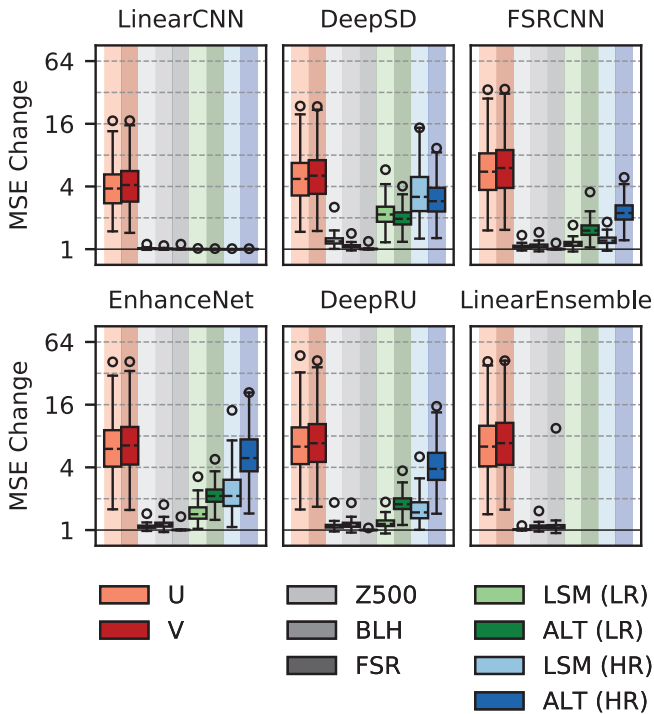 LinearCNN DeepSD FSRCNN
MSE Change
64
16
4
1
EnhanceNet DeepRU LinearEnsemble
MSE Change
64
16
4
1
U Z500 LSM (LR)
V BLH ALT (LR)
FSR LSM (HR)
ALT (HR)